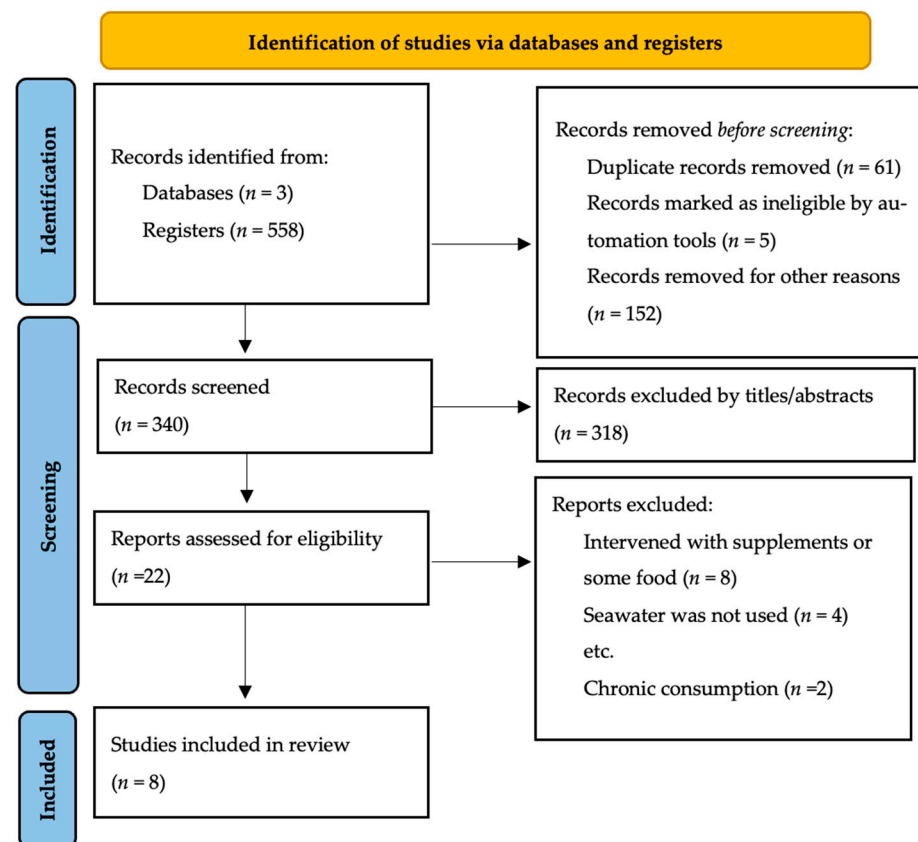 Identification of studies via databases and registers
Identification
Records identified from:
Databases (n = 3)
Registers (n = 558)
Records removed before screening:
Duplicate records removed (n = 61)
Records marked as ineligible by au-
tomation tools (n = 5)
Records removed for other reasons
(n = 152)
Screening
Records screened
(n = 340)
Records excluded by titles/abstracts
(n = 318)
Reports assessed for eligibility
(n =22)
Reports excluded:
Intervened with supplements or
some food (n = 8)
Seawater was not used (n = 4)
etc.
Chronic consumption (n =2)
Included
Studies included in review
(n = 8)